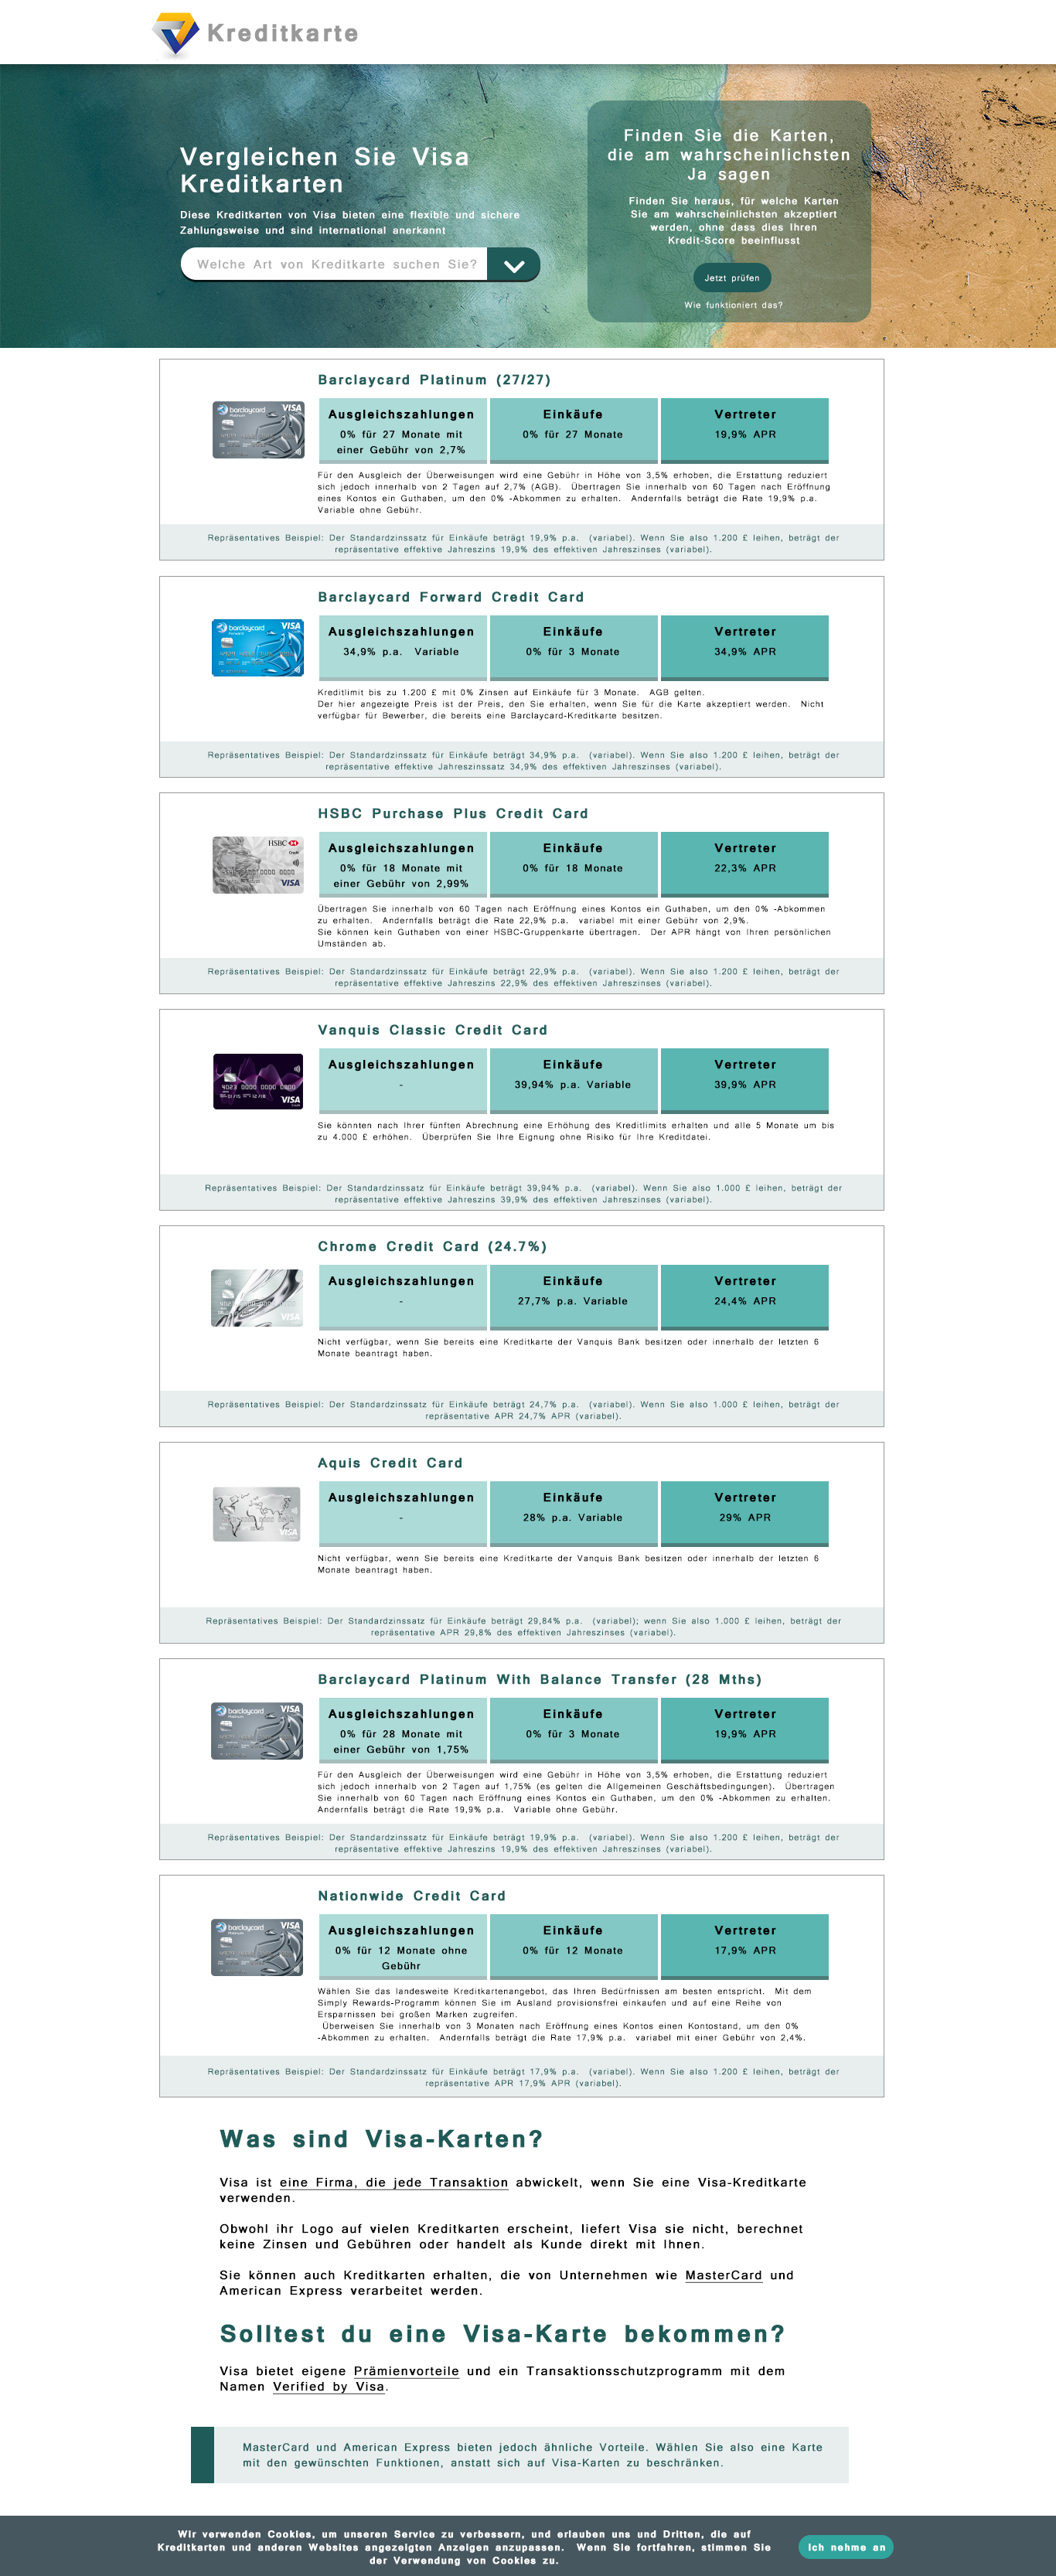 Kreditkarte
Vergleichen Sie Visa
Kreditkarten
Diese Kreditkarten von Visa bieten eine flexible und sichere
Zahlungsweise und sind international anerkannt
Welche Art von Kreditkarte suchen Sie?
Finden Sie die Karten,
die am wahrscheinlichsten
Ja sagen
Finden Sie heraus, für welche Karten
Sie am wahrscheinlichsten akzeptiert
werden, ohne dass dies Ihren
Kredit-Score beeinflusst
Jetzt prüfen
Wie funktioniert das?
Barclaycard Platinum (27/27)
barclaycard VISA
Ausgleichszahlungen
0% für 27 Monate mit
einer Gebühr von 2,7%
Einkäufe
0% für 27 Monate
Vertreter
19,9% APR
Für den Ausgleich der Überweisungen wird eine Gebühr in Höhe von 3,5% erhoben, die Erstattung reduziert
sich jedoch innerhalb von 2 Tagen auf 2,7% (AGB). Übertragen Sie innerhalb von 60 Tagen nach Eröffnung
eines Kontos ein Guthaben, um den 0% -Abkommen zu erhalten. Andernfalls beträgt die Rate 19,9% p.a.
Variable ohne Gebühr.
Repräsentatives Beispiel: Der Standardzinssatz für Einkäufe beträgt 19,9% p.a. (variabel). Wenn Sie also 1.200 £ leihen, beträgt der
repräsentative effektive Jahreszins 19,9% des effektiven Jahreszinses (variabel).
Barclaycard Forward Credit Card
barclaycard VISA
Ausgleichszahlungen
34,9% p.a. Variable
Einkäufe
0% für 3 Monate
Vertreter
34,9% APR
Kreditlimit bis zu 1.200 £ mit 0% Zinsen auf Einkäufe für 3 Monate. AGB gelten.
Der hier angezeigte Preis ist der Preis, den Sie erhalten, wenn Sie für die Karte akzeptiert werden. Nicht
verfügbar für Bewerber, die bereits eine Barclaycard-Kreditkarte besitzen.
Repräsentatives Beispiel: Der Standardzinssatz für Einkäufe beträgt 34,9% p.a. (variabel). Wenn Sie also 1.200 £ leihen, beträgt der
repräsentative effektive Jahreszinssatz 34,9% des effektiven Jahreszinses (variabel).
HSBC Purchase Plus Credit Card
HSBC
VISA
Ausgleichszahlungen
0% für 18 Monate mit
einer Gebühr von 2,99%
Einkäufe
0% für 18 Monate
Vertreter
22,3% APR
Übertragen Sie innerhalb von 60 Tagen nach Eröffnung eines Kontos ein Guthaben, um den 0% -Abkommen
zu erhalten. Andernfalls beträgt die Rate 22,9% p.a. variabel mit einer Gebühr von 2,9%.
Sie können kein Guthaben von einer HSBC-Gruppenkarte übertragen. Der APR hängt von Ihren persönlichen
Umständen ab.
Repräsentatives Beispiel: Der Standardzinssatz für Einkäufe beträgt 22,9% p.a. (variabel). Wenn Sie also 1.200 £ leihen, beträgt der
repräsentative effektive Jahreszins 22,9% des effektiven Jahreszinses (variabel).
Vanquis Classic Credit Card
4023 0000 0000 0000
VISA
Ausgleichszahlungen
-
Einkäufe
39,94% p.a. Variable
Vertreter
39,9% APR
Sie könnten nach Ihrer fünften Abrechnung eine Erhöhung des Kreditlimits erhalten und alle 5 Monate um bis
zu 4.000 £ erhöhen. Überprüfen Sie Ihre Eignung ohne Risiko für Ihre Kreditdatei.
Repräsentatives Beispiel: Der Standardzinssatz für Einkäufe beträgt 39,94% p.a. (variabel). Wenn Sie also 1.000 £ leihen, beträgt der
repräsentative effektive Jahreszins 39,9% des effektiven Jahreszinses (variabel).
Chrome Credit Card (24.7%)
VISA
Ausgleichszahlungen
-
Einkäufe
27,7% p.a. Variable
Vertreter
24,4% APR
Nicht verfügbar, wenn Sie bereits eine Kreditkarte der Vanquis Bank besitzen oder innerhalb der letzten 6
Monate beantragt haben.
Repräsentatives Beispiel: Der Standardzinssatz für Einkäufe beträgt 24,7% p.a. (variabel). Wenn Sie also 1.000 £ leihen, beträgt der
repräsentative APR 24,7% APR (variabel).
Aquis Credit Card
VISA
Ausgleichszahlungen
-
Einkäufe
28% p.a. Variable
Vertreter
29% APR
Nicht verfügbar, wenn Sie bereits eine Kreditkarte der Vanquis Bank besitzen oder innerhalb der letzten 6
Monate beantragt haben.
Repräsentatives Beispiel: Der Standardzinssatz für Einkäufe beträgt 29,84% p.a. (variabel); wenn Sie also 1.000 £ leihen, beträgt der
repräsentative APR 29,8% des effektiven Jahreszinses (variabel).
Barclaycard Platinum With Balance Transfer (28 Mths)
barclaycard VISA
Ausgleichszahlungen
0% für 28 Monate mit
einer Gebühr von 1,75%
Einkäufe
0% für 3 Monate
Vertreter
19,9% APR
Für den Ausgleich der Überweisungen wird eine Gebühr in Höhe von 3,5% erhoben, die Erstattung reduziert
sich jedoch innerhalb von 2 Tagen auf 1,75% (es gelten die Allgemeinen Geschäftsbedingungen). Übertragen
Sie innerhalb von 60 Tagen nach Eröffnung eines Kontos ein Guthaben, um den 0% -Abkommen zu erhalten.
Andernfalls beträgt die Rate 19,9% p.a. Variable ohne Gebühr.
Repräsentatives Beispiel: Der Standardzinssatz für Einkäufe beträgt 19,9% p.a. (variabel). Wenn Sie also 1.200 £ leihen, beträgt der
repräsentative effektive Jahreszins 19,9% des effektiven Jahreszinses (variabel).
Nationwide Credit Card
barclaycard VISA
Ausgleichszahlungen
0% für 12 Monate ohne
Gebühr
Einkäufe
0% für 12 Monate
Vertreter
17,9% APR
Wählen Sie das landesweite Kreditkartenangebot, das Ihren Bedürfnissen am besten entspricht. Mit dem
Simply Rewards-Programm können Sie im Ausland provisionsfrei einkaufen und auf eine Reihe von
Ersparnissen bei großen Marken zugreifen.
Überweisen Sie innerhalb von 3 Monaten nach Eröffnung eines Kontos einen Kontostand, um den 0%
-Abkommen zu erhalten. Andernfalls beträgt die Rate 17,9% p.a. variabel mit einer Gebühr von 2,4%.
Repräsentatives Beispiel: Der Standardzinssatz für Einkäufe beträgt 17,9% p.a. (variabel). Wenn Sie also 1.200 £ leihen, beträgt der
repräsentative APR 17,9% APR (variabel).
Was sind Visa-Karten?
Visa ist eine Firma, die jede Transaktion abwickelt, wenn Sie eine Visa-Kreditkarte
verwenden.
Obwohl ihr Logo auf vielen Kreditkarten erscheint, liefert Visa sie nicht, berechnet
keine Zinsen und Gebühren oder handelt als Kunde direkt mit Ihnen.
Sie können auch Kreditkarten erhalten, die von Unternehmen wie MasterCard und
American Express verarbeitet werden.
Solltest du eine Visa-Karte bekommen?
Visa bietet eigene Prämienvorteile und ein Transaktionsschutzprogramm mit dem
Namen Verified by Visa.
MasterCard und American Express bieten jedoch ähnliche Vorteile. Wählen Sie also eine Karte
mit den gewünschten Funktionen, anstatt sich auf Visa-Karten zu beschränken.
Wir verwenden Cookies, um unseren Service zu verbessern, und erlauben uns und Dritten, die auf
Kreditkarten und anderen Websites angezeigten Anzeigen anzupassen. Wenn Sie fortfahren, stimmen Sie
der Verwendung von Cookies zu.
Ich nehme an